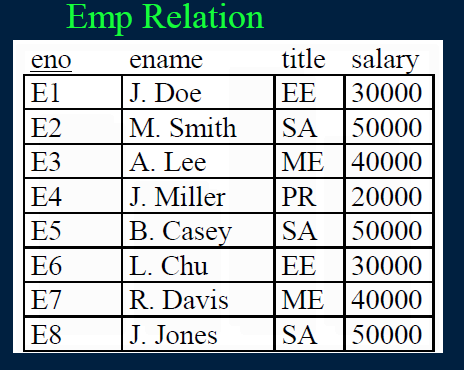 Emp Relation
eno ename title salary
E1 J. Doe EE 30000
E2 M. Smith SA 50000
E3 A. Lee ME 40000
E4 J. Miller PR 20000
E5 B. Casey SA 50000
E6 L. Chu EE 30000
E7 R. Davis ME 40000
E8 J. Jones SA 50000